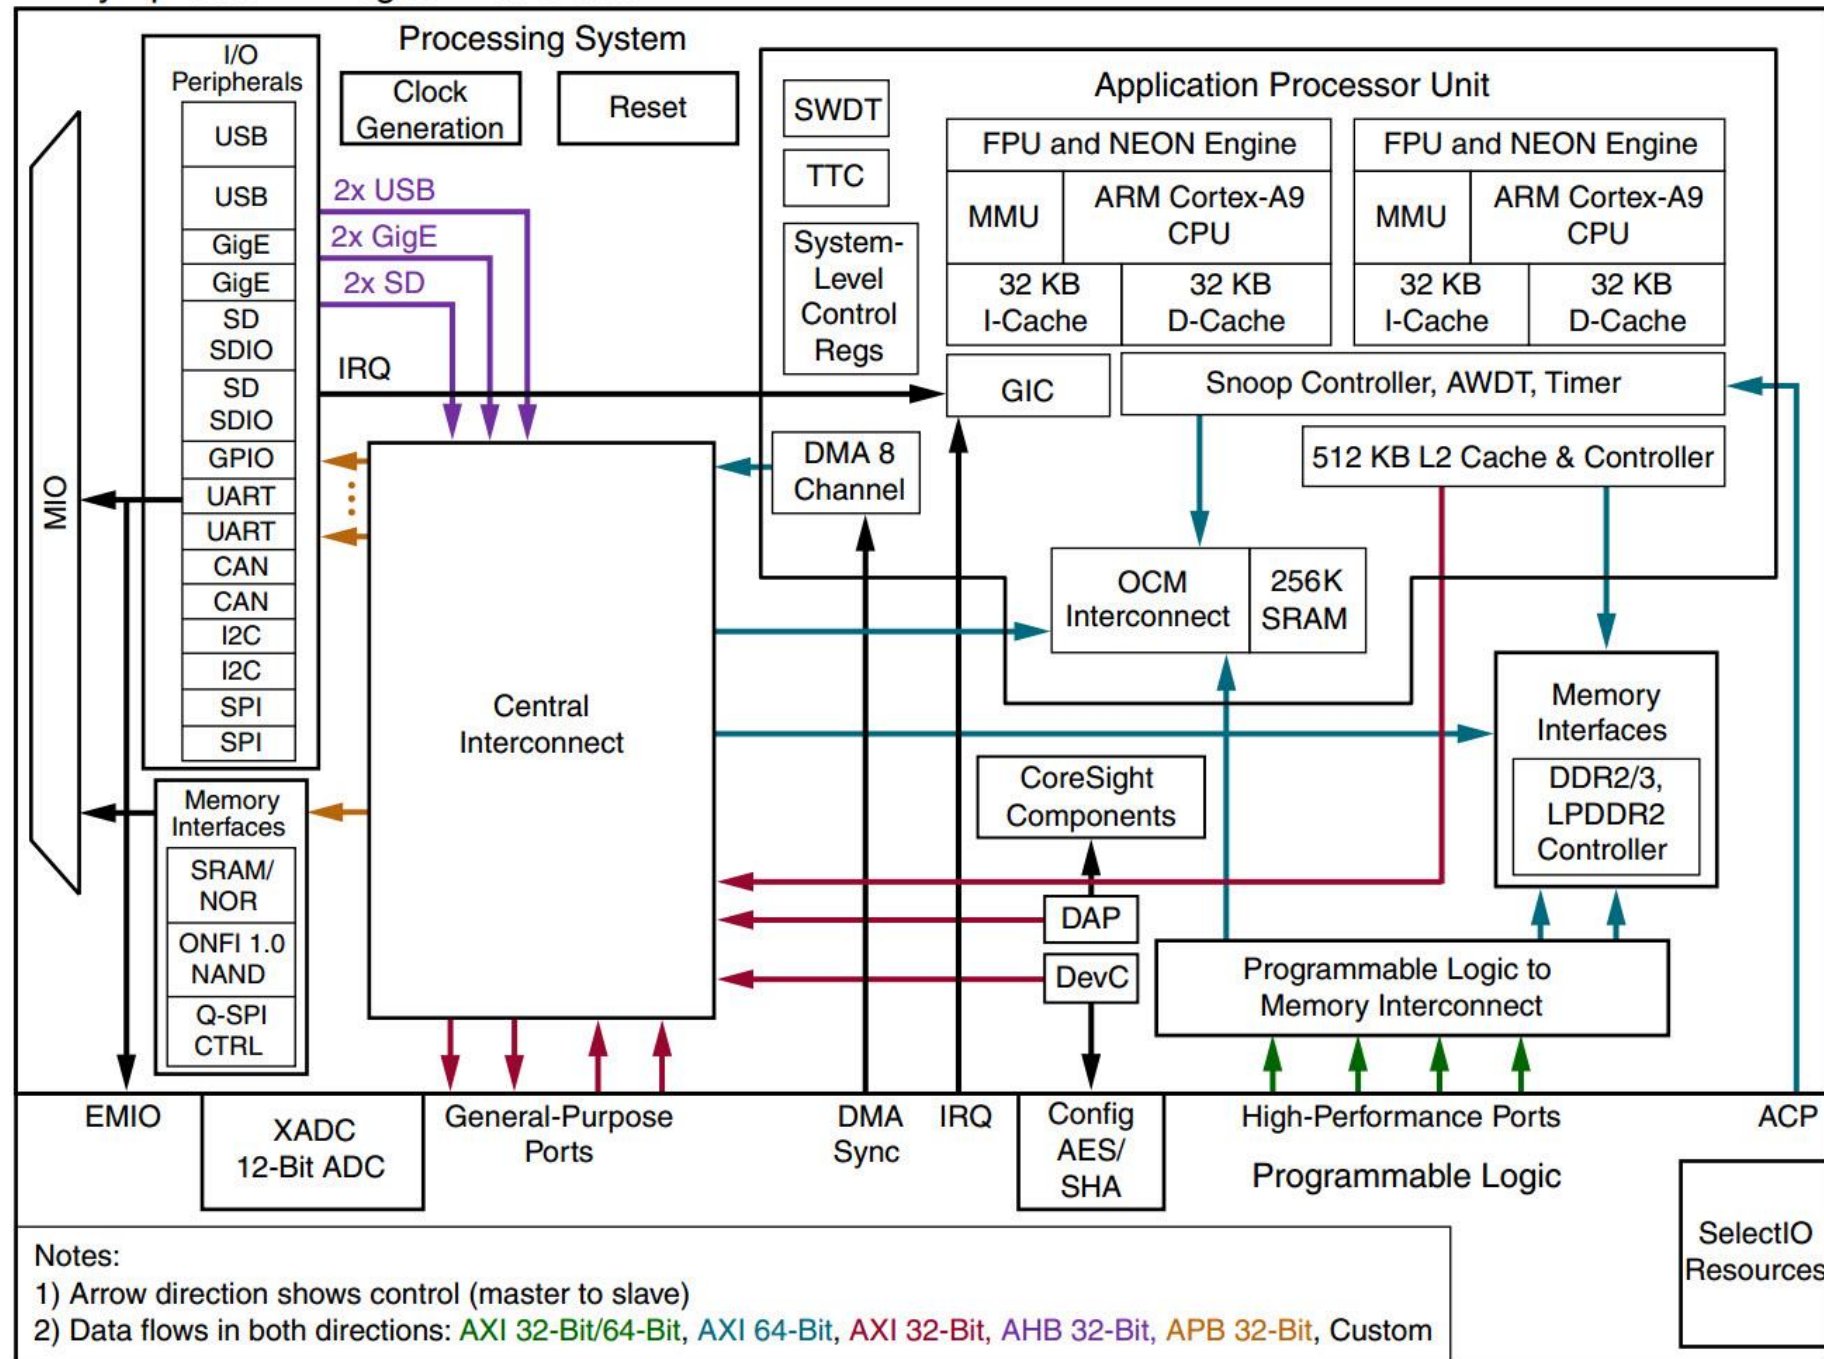 Processing System
I/O
Peripherals
USB
USB
GigE
GigE
SD
SDIO
SD
SDIO
GPIO
UART
UART
CAN
CAN
I2C
I2C
SPI
SPI
MIO
Clock
Generation
Reset
2x USB
2x GigE
2x SD
IRQ
Application Processor Unit
SWDT
TTC
System-
Level
Control
Regs
FPU and NEON Engine
MMU
ARM Cortex-A9
CPU
32 KB
I-Cache
32 KB
D-Cache
FPU and NEON Engine
MMU
ARM Cortex-A9
CPU
32 KB
I-Cache
32 KB
D-Cache
GIC
Snoop Controller, AWDT, Timer
DMA 8
Channel
512 KB L2 Cache & Controller
OCM
Interconnect
256K
SRAM
Central
Interconnect
Memory
Interfaces
DDR2/3,
LPDDR2
Controller
CoreSight
Components
DAP
DevC
Programmable Logic to
Memory Interconnect
Memory
Interfaces
SRAM/
NOR
ONFI 1.0
NAND
Q-SPI
CTRL
EMIO
XADC
12-Bit ADC
General-Purpose
Ports
DMA
Sync
IRQ
Config
AES/
SHA
High-Performance Ports
ACP
Programmable Logic
SelectIO
Resources
Notes:
1) Arrow direction shows control (master to slave)
2) Data flows in both directions: AXI 32-Bit/64-Bit, AXI 64-Bit, AXI 32-Bit, AHB 32-Bit, APB 32-Bit, Custom